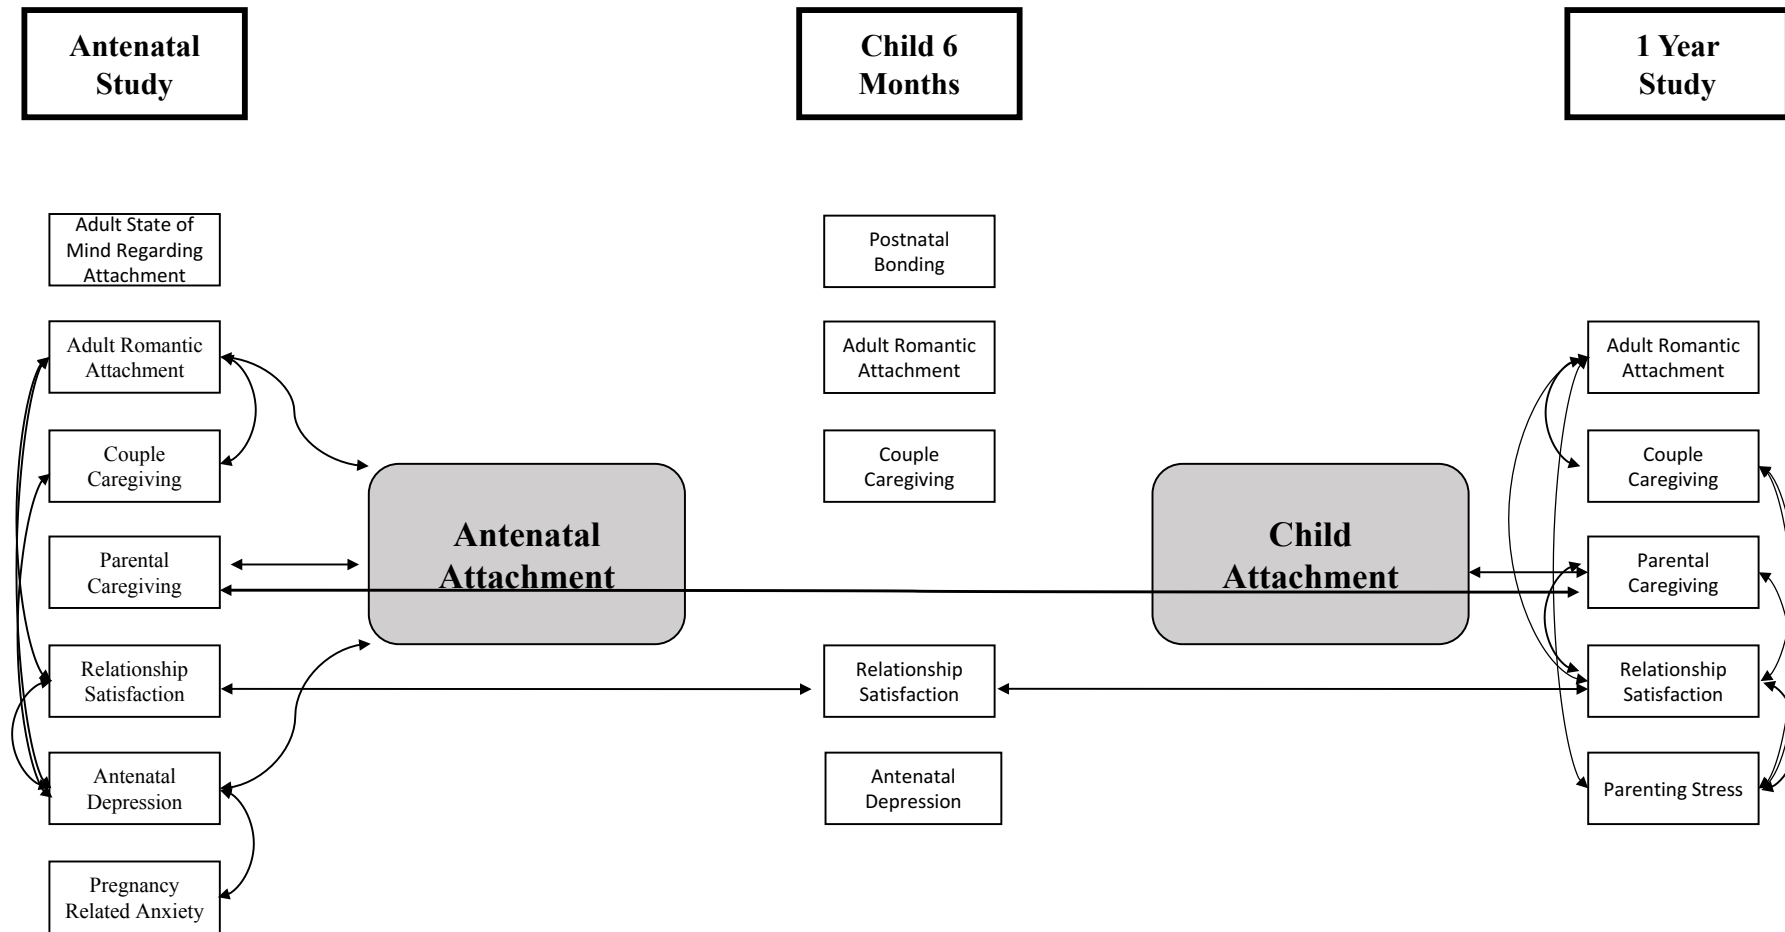 Antenatal
Study
Child 6
Months
1 Year
Study
Adult State of
Mind Regarding
Attachment
Postnatal
Bonding
Adult Romantic
Attachment
Adult Romantic
Attachment
Adult Romantic
Attachment
Couple
Caregiving
Couple
Caregiving
Couple
Caregiving
Antenatal
Attachment
Child
Attachment
Parental
Caregiving
Parental
Caregiving
Relationship
Satisfaction
Relationship
Satisfaction
Relationship
Satisfaction
Antenatal
Depression
Antenatal
Depression
Parenting Stress
Pregnancy
Related Anxiety